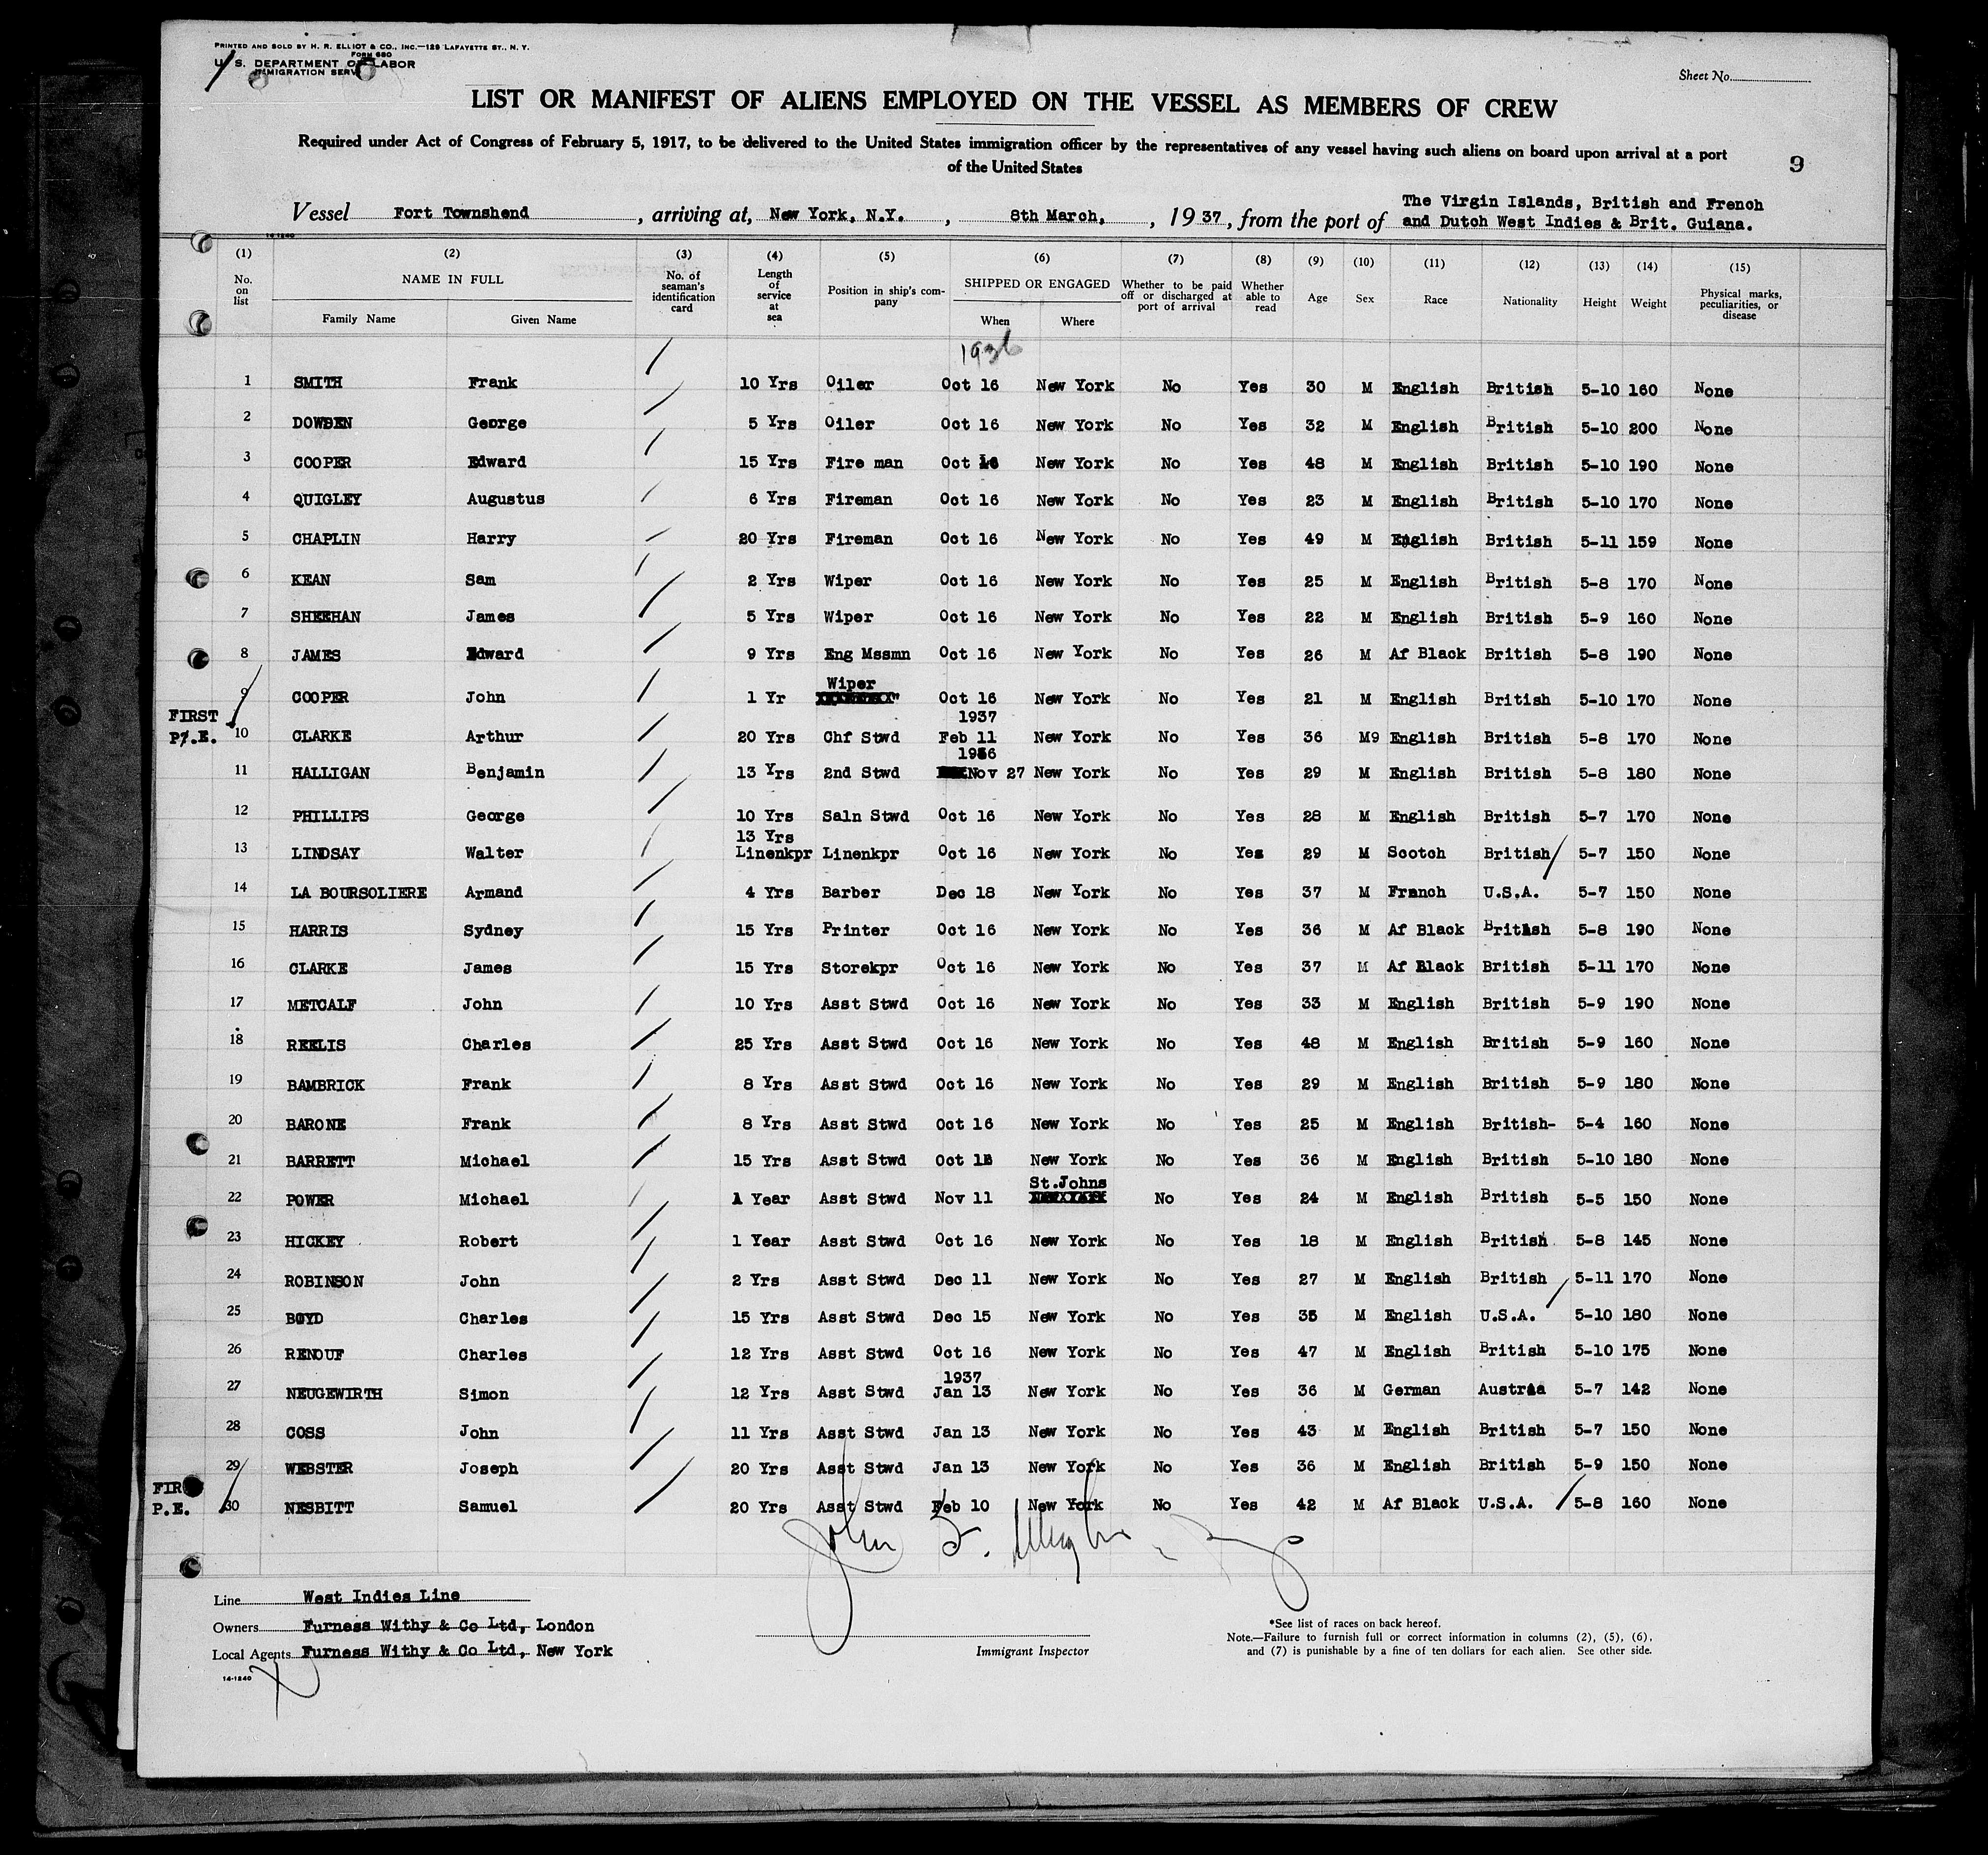 PRINTED AND SOLD BY H. R. ELLIOT & CO., INC.—129 LAFAYETTE ST., N. Y.
FORM 680
U. S. DEPARTMENT OF LABOR
IMMIGRATION SERV
Sheet No.
LIST OR MANIFEST OF ALIENS EMPLOYED ON THE VESSEL AS MEMBERS OF CREW
Required under Act of Congress of February 5, 1917, to be delivered to the United States immigration officer by the representatives of any vessel having such aliens on board upon arrival at a port
of the United States
9
Vessel Fort Townshend, arriving at, New York, N.Y., 8th March, , 1937, from the port of The Virgin Islands, British and French
and Dutch West Indies & Brit. Guiana.
14-1240
(1) (2) (3) (4) (5) (6) (7) (8) (9) (10) (11) (12) (13) (14) (15)
No. on list NAME IN FULL Family Name Given Name No. of seaman's identification card Length of service at sea Position in ship's company SHIPPED OR ENGAGED When Where Whether to be paid off or discharged at port of arrival Whether able to read Age Sex Race Nationality Height Weight Physical marks, peculiarities, or disease
1936
1 SMITH Frank 10 Yrs Oiler Oct 16 New York No Yes 30 M English British 5-10 160 None
2 DOWDEN George 5 Yrs Oiler Oct 16 New York No Yes 32 M English British 5-10 200 None
3 COOPER Edward 15 Yrs Fire man Oct 16 New York No Yes 48 M English British 5-10 190 None
4 QUIGLEY Augustus 6 Yrs Fireman Oct 16 New York No Yes 23 M English British 5-10 170 None
5 CHAPLIN Harry 20 Yrs Fireman Oct 16 New York No Yes 49 M English British 5-11 159 None
6 KEAN Sam 2 Yrs Wiper Oct 16 New York No Yes 25 M English British 5-8 170 None
7 SHEEHAN James 5 Yrs Wiper Oct 16 New York No Yes 22 M English British 5-9 160 None
8 JAMES Edward 9 Yrs Eng Mssmn Oct 16 New York No Yes 26 M Af Black British 5-8 190 None
Wiper
9 COOPER John 1 Yr Oct 16 New York No Yes 21 M English British 5-10 170 None
FIRST 1937
P.E. 10 CLARKE Arthur 20 Yrs Chf Stwd Feb 11 New York No Yes 36 M9 English British 5-8 170 None
1936
11 HALLIGAN Benjamin 13 Yrs 2nd Stwd Nov 27 New York No Yes 29 M English British 5-8 180 None
12 PHILLIPS George 10 Yrs Saln Stwd Oct 16 New York No Yes 28 M English British 5-7 170 None
13 Yrs
13 LINDSAY Walter Linenkpr Linenkpr Oct 16 New York No Yes 29 M Scotch British 5-7 150 None
14 LA BOURSOLIERE Armand 4 Yrs Barber Dec 18 New York No Yes 37 M French U.S.A. 5-7 150 None
15 HARRIS Sydney 15 Yrs Printer Oct 16 New York No Yes 36 M Af Black British 5-8 190 None
16 CLARKE James 15 Yrs Storekpr Oct 16 New York No Yes 37 M Af Black British 5-11 170 None
17 METCALF John 10 Yrs Asst Stwd Oct 16 New York No Yes 33 M English British 5-9 190 None
18 REELIS Charles 25 Yrs Asst Stwd Oct 16 New York No Yes 48 M English British 5-9 160 None
19 BAMBRICK Frank 8 Yrs Asst Stwd Oct 16 New York No Yes 29 M English British 5-9 180 None
20 BARONE Frank 8 Yrs Asst Stwd Oct 16 New York No Yes 25 M English British- 5-4 160 None
21 BARRETT Michael 15 Yrs Asst Stwd Oct New York No Yes 36 M English British 5-10 180 None
St.Johns
22 POWER Michael 1 Year Asst Stwd Nov 11 No Yes 24 M English British 5-5 150 None
23 HICKEY Robert 1 Year Asst Stwd Oct 16 New York No Yes 18 M English British 5-8 145 None
24 ROBINSON John 2 Yrs Asst Stwd Dec 11 New York No Yes 27 M English British 5-11 170 None
25 BOYD Charles 15 Yrs Asst Stwd Dec 15 New York No Yes 35 M English U.S.A. 5-10 180 None
26 RENOUF Charles 12 Yrs Asst Stwd Oct 16 New York No Yes 47 M English British 5-10 175 None
1937
27 NEUGEWIRTH Simon 12 Yrs Asst Stwd Jan 13 New York No Yes 36 M German Austria 5-7 142 None
28 COSS John 11 Yrs Asst Stwd Jan 13 New York No Yes 43 M English British 5-7 150 None
29 WEBSTER Joseph 20 Yrs Asst Stwd Jan 13 New York No Yes 36 M English British 5-9 150 None
FIRST
P.E. 30 NESBITT Samuel 20 Yrs Asst Stwd Feb 10 New York No Yes 42 M Af Black U.S.A. 5-8 160 None
John
Line West Indies Line
Owners Furness Withy & Co Ltd, London
Local Agents Furness Withy & Co Ltd, New York
14-1240
Immigrant Inspector
*See list of races on back hereof.
Note.—Failure to furnish full or correct information in columns (2), (5), (6),
and (7) is punishable by a fine of ten dollars for each alien. See other side.